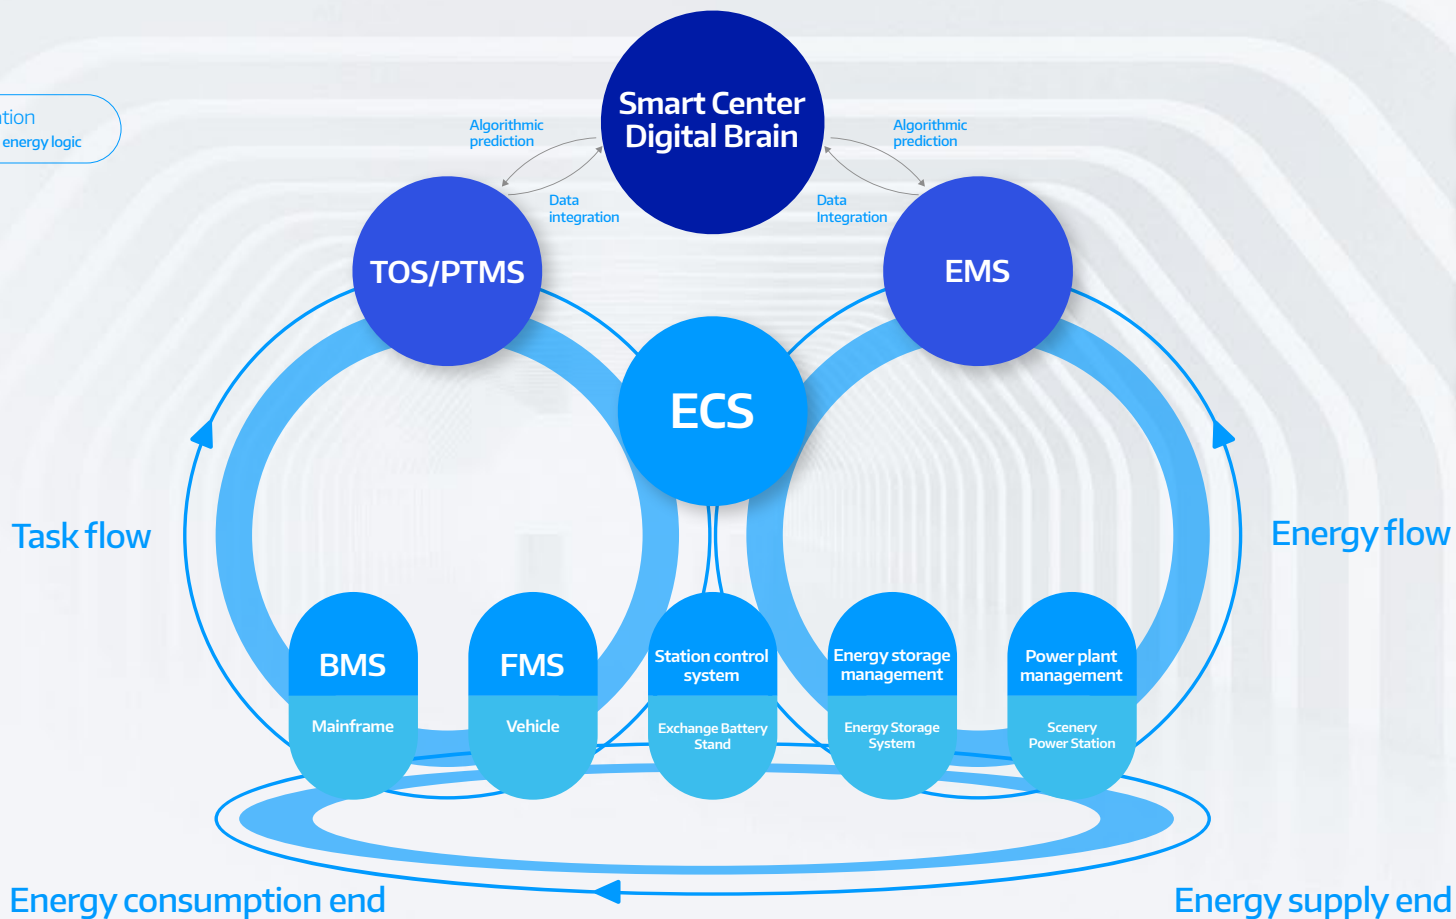 Smart Center
Digital Brain
energy logic
Algorithmic
prediction
Algorithmic
prediction
Data
integration
Data
Integration
TOS/PTMS
EMS
ECS
Task flow
Energy flow
BMS
Mainframe
FMS
Vehicle
Station control
system
Exchange Battery
Stand
Energy storage
management
Energy Storage
System
Power plant
management
Scenery
Power Station
Energy consumption end
Energy supply end